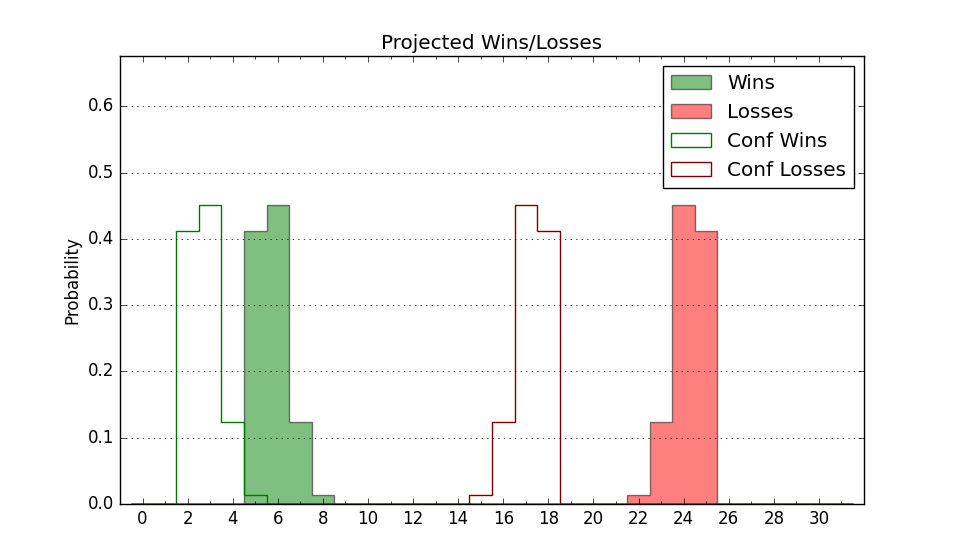 Projected Wins/Losses
Wins
Losses
Conf Wins
Conf Losses
Probability
0.6
0.5
0.4
0.3
0.2
0.1
0.0
0 2 4 6 8 10 12 14 16 18 20 22 24 26 28 30